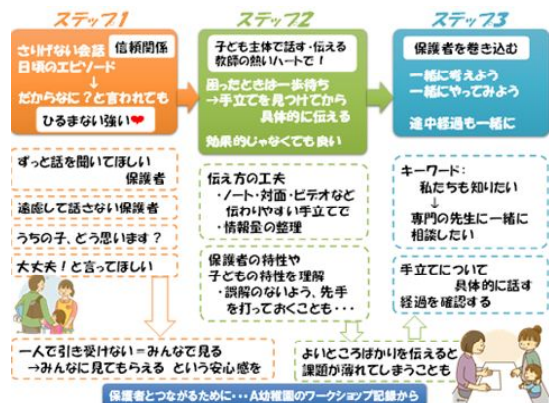 ステップ1
さりげない会話
信頼関係
日頃のエピソード
↓
だからなに？と言われても
ひるまない強い❤
ずっと話を聞いてほしい
保護者
遠慮して話さない保護者
うちの子、どう思います？
大丈夫！と言ってほしい
ステップ2
子ども主体で話す・伝える
教師の熱いハートで！
困ったときは一歩待ち
→手立てを見つけてから
具体的に伝える
効果的じゃなくても良い
伝え方の工夫
・ノート・対面・ビデオなど
伝わりやすい手立てで
・情報量の整理
保護者の特性や
子どもの特性を理解
・誤解のないよう、先手
を打っておくことも・・・
ステップ3
保護者を巻き込む
一緒に考えよう
一緒にやってみよう
途中経過も一緒に
キーワード：
私たちも知りたい
↓
専門の先生に一緒に
相談したい
手立てについて
具体的に話す
経過を確認する
一人で引き受けない＝みんなで見る
→みんなに見てもらえる という安心感を
よいところばかりを伝えると
課題が薄れてしまうことも
保護者とつながるために・・・A幼稚園のワークショップ記録から